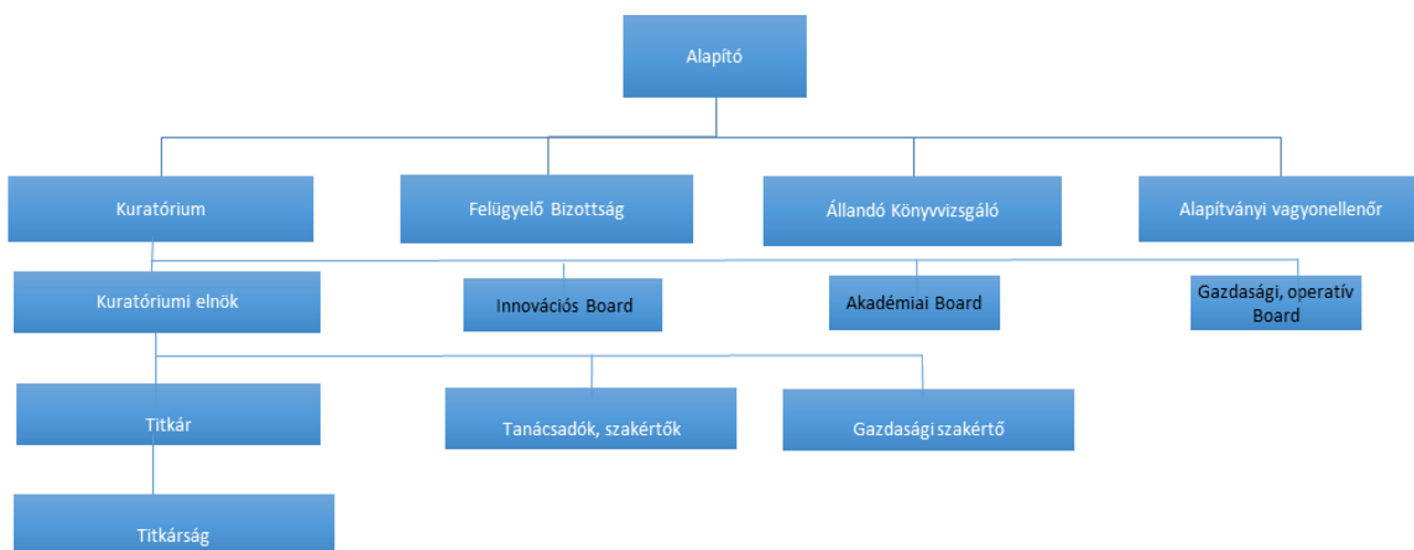 Alapító
Kuratórium
Felügyelő Bizottság
Állandó Könyvvizsgáló
Alapítványi vagyonellenőr
Kuratóriumi elnök
Innovációs Board
Akadémiai Board
Gazdasági, operatív
Board
Titkár
Tanácsadók, szakértők
Gazdasági szakértő
Titkárság